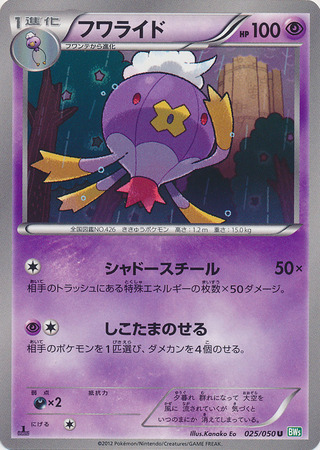 1進化
フワンテから進化
フワライド
HP100
全国図鑑NO.426 ききゅうポケモン 高さ:1.2m 重さ:15.0kg
シャドースチール 50×
相手のトラッシュにある特殊エネルギーの枚数×50ダメージ。
しこたまのせる
相手のポケモンを1匹選び、ダメカンを4個のせる。
弱点 抵抗力
×2
にげる
夕暮れ 群れになって 大空を
風に 流されていくが 気づくと
いつのまにか 消えている。
Illus.Kanako Eo
025/050 U BW5
©2012 Pokémon/Nintendo/Creatures/GAME FREAK.